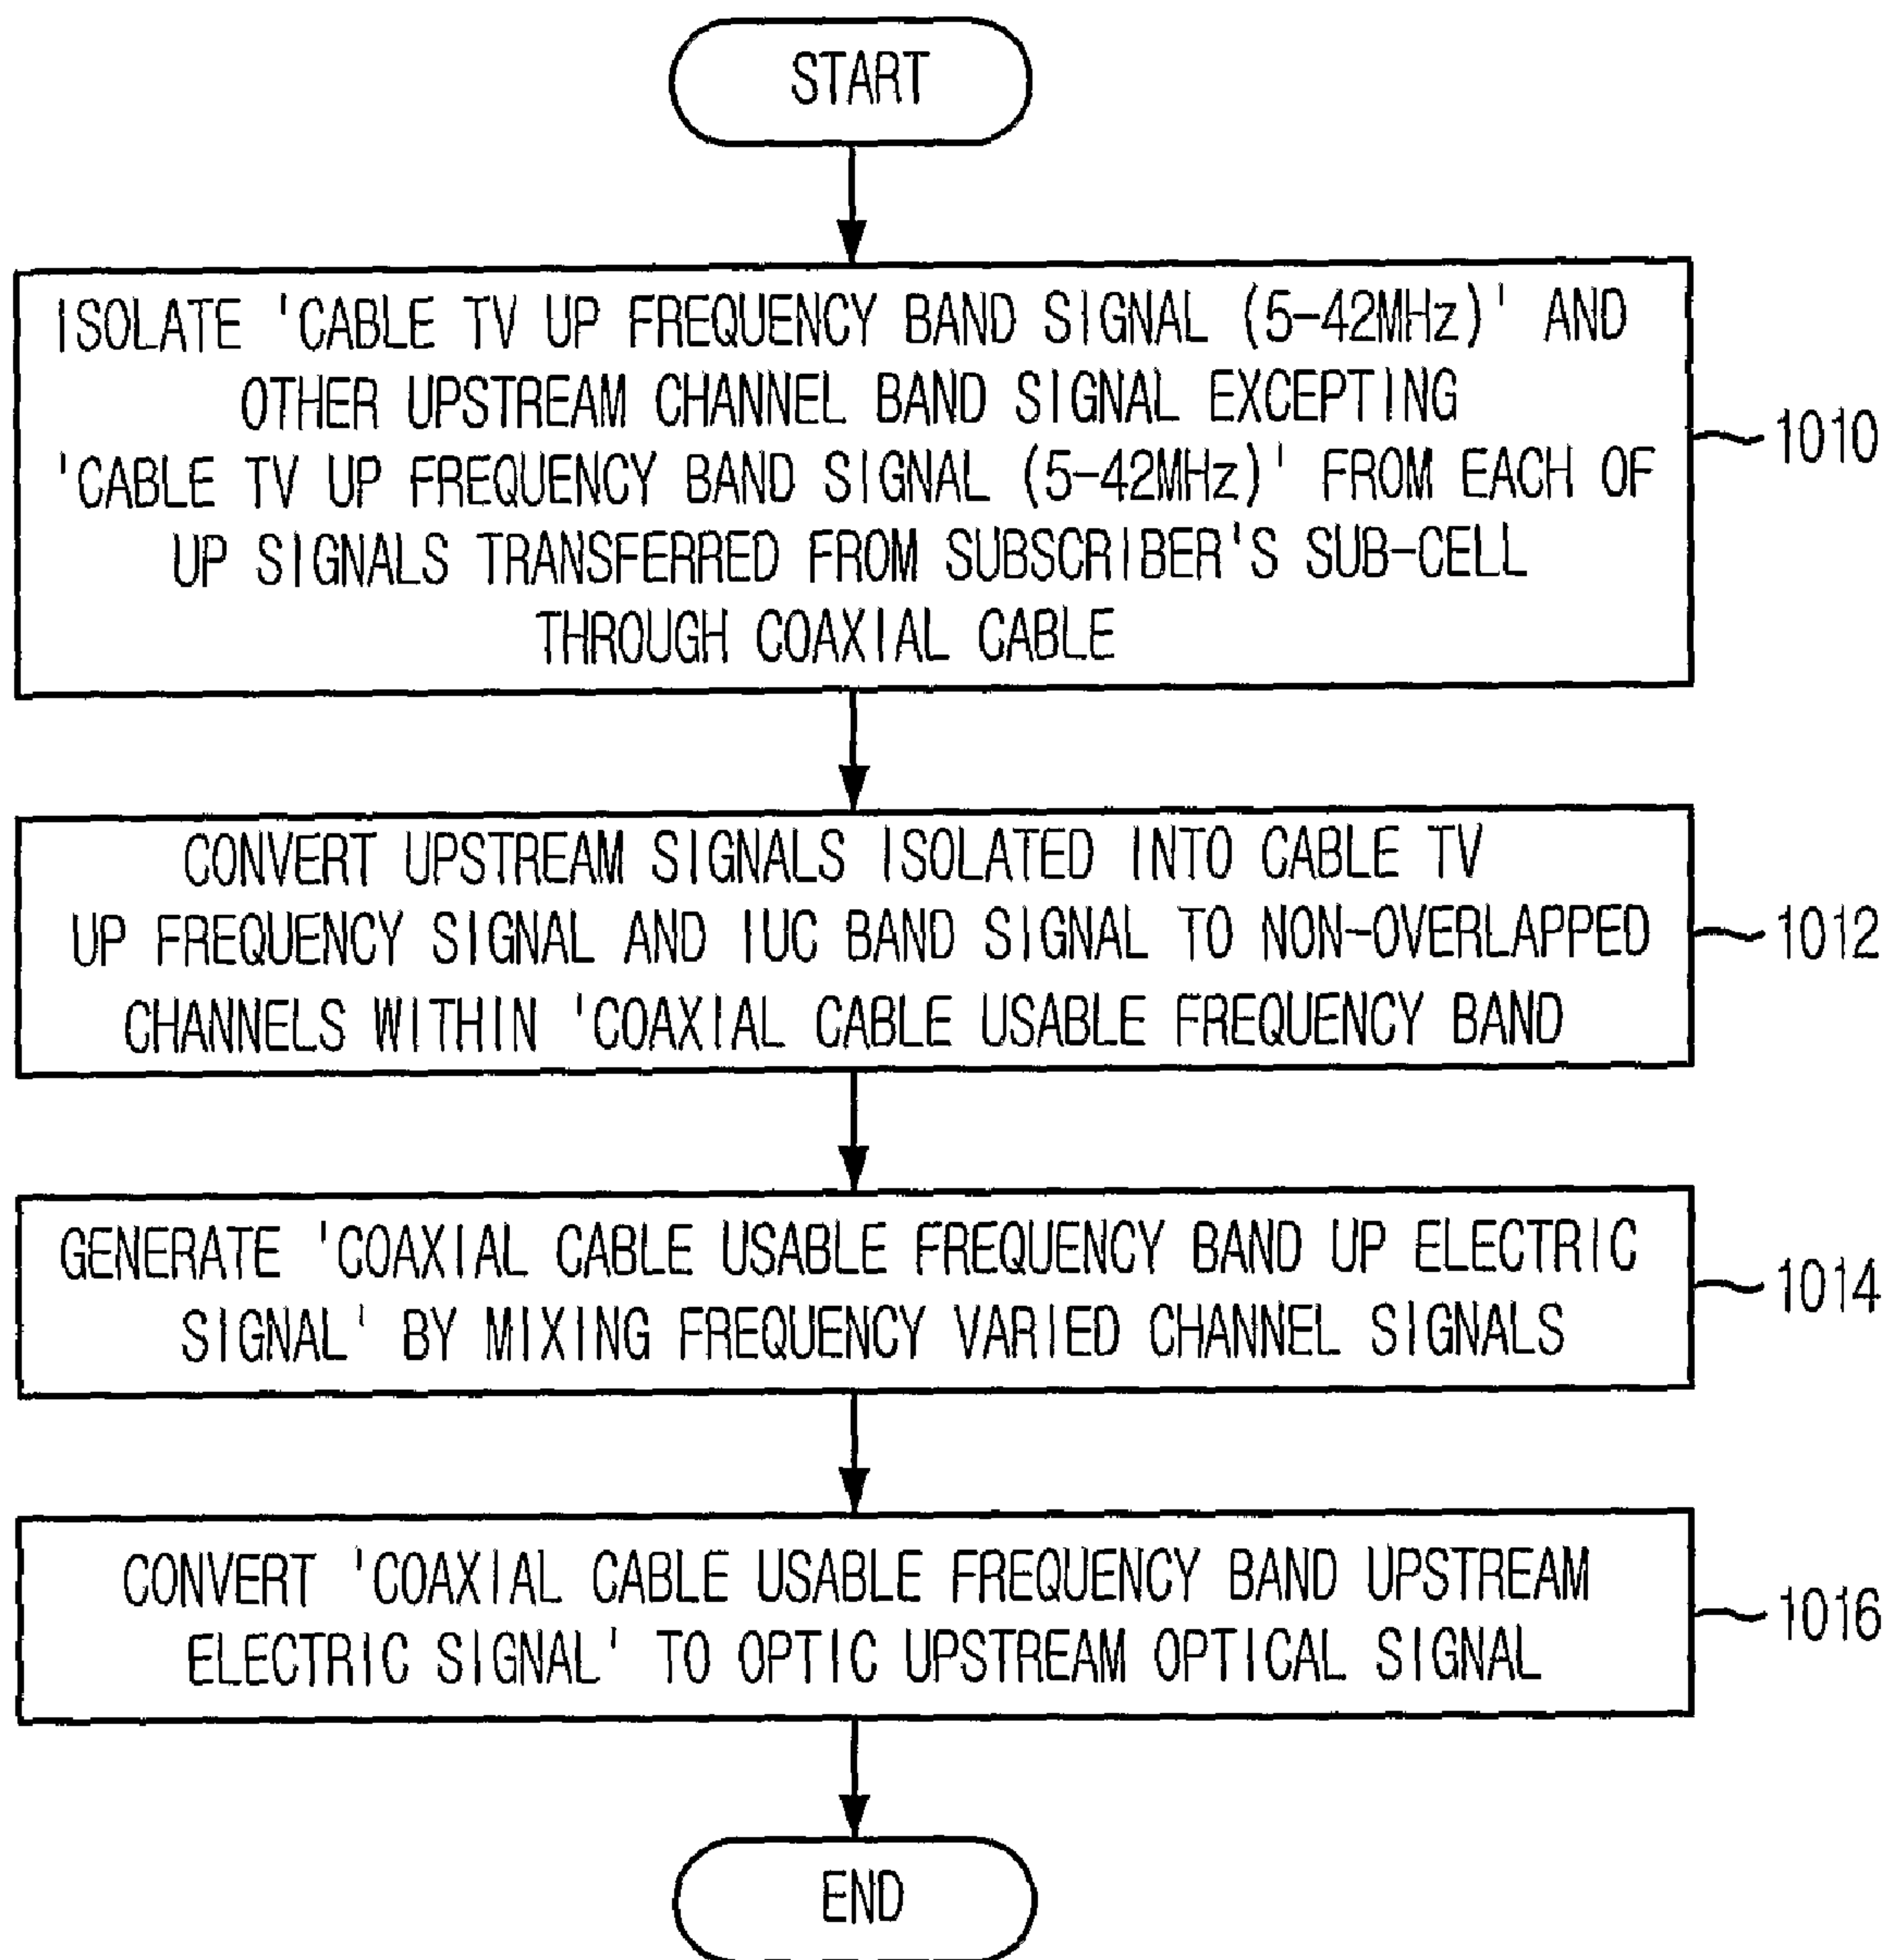 START
ISOLATE 'CABLE TV UP FREQUENCY BAND SIGNAL (5-42MHz)' AND
OTHER UPSTREAM CHANNEL BAND SIGNAL EXCEPTING
'CABLE TV UP FREQUENCY BAND SIGNAL (5-42MHz)' FROM EACH OF
UP SIGNALS TRANSFERRED FROM SUBSCRIBER'S SUB-CELL
THROUGH COAXIAL CABLE
1010
CONVERT UPSTREAM SIGNALS ISOLATED INTO CABLE TV
UP FREQUENCY SIGNAL AND IUC BAND SIGNAL TO NON-OVERLAPPED
CHANNELS WITHIN 'COAXIAL CABLE USABLE FREQUENCY BAND
1012
GENERATE 'COAXIAL CABLE USABLE FREQUENCY BAND UP ELECTRIC
SIGNAL' BY MIXING FREQUENCY VARIED CHANNEL SIGNALS
1014
CONVERT 'COAXIAL CABLE USABLE FREQUENCY BAND UPSTREAM
ELECTRIC SIGNAL' TO OPTIC UPSTREAM OPTICAL SIGNAL
1016
END